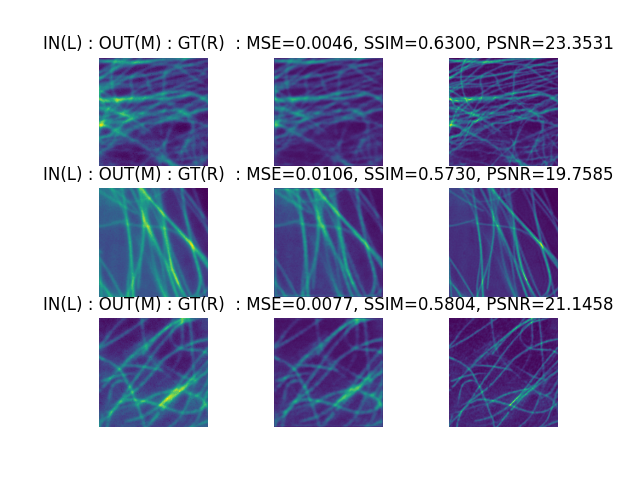 IN(L) : OUT(M) : GT(R)  : MSE=0.0046, SSIM=0.6300, PSNR=23.3531
IN(L) : OUT(M) : GT(R)  : MSE=0.0106, SSIM=0.5730, PSNR=19.7585
IN(L) : OUT(M) : GT(R)  : MSE=0.0077, SSIM=0.5804, PSNR=21.1458